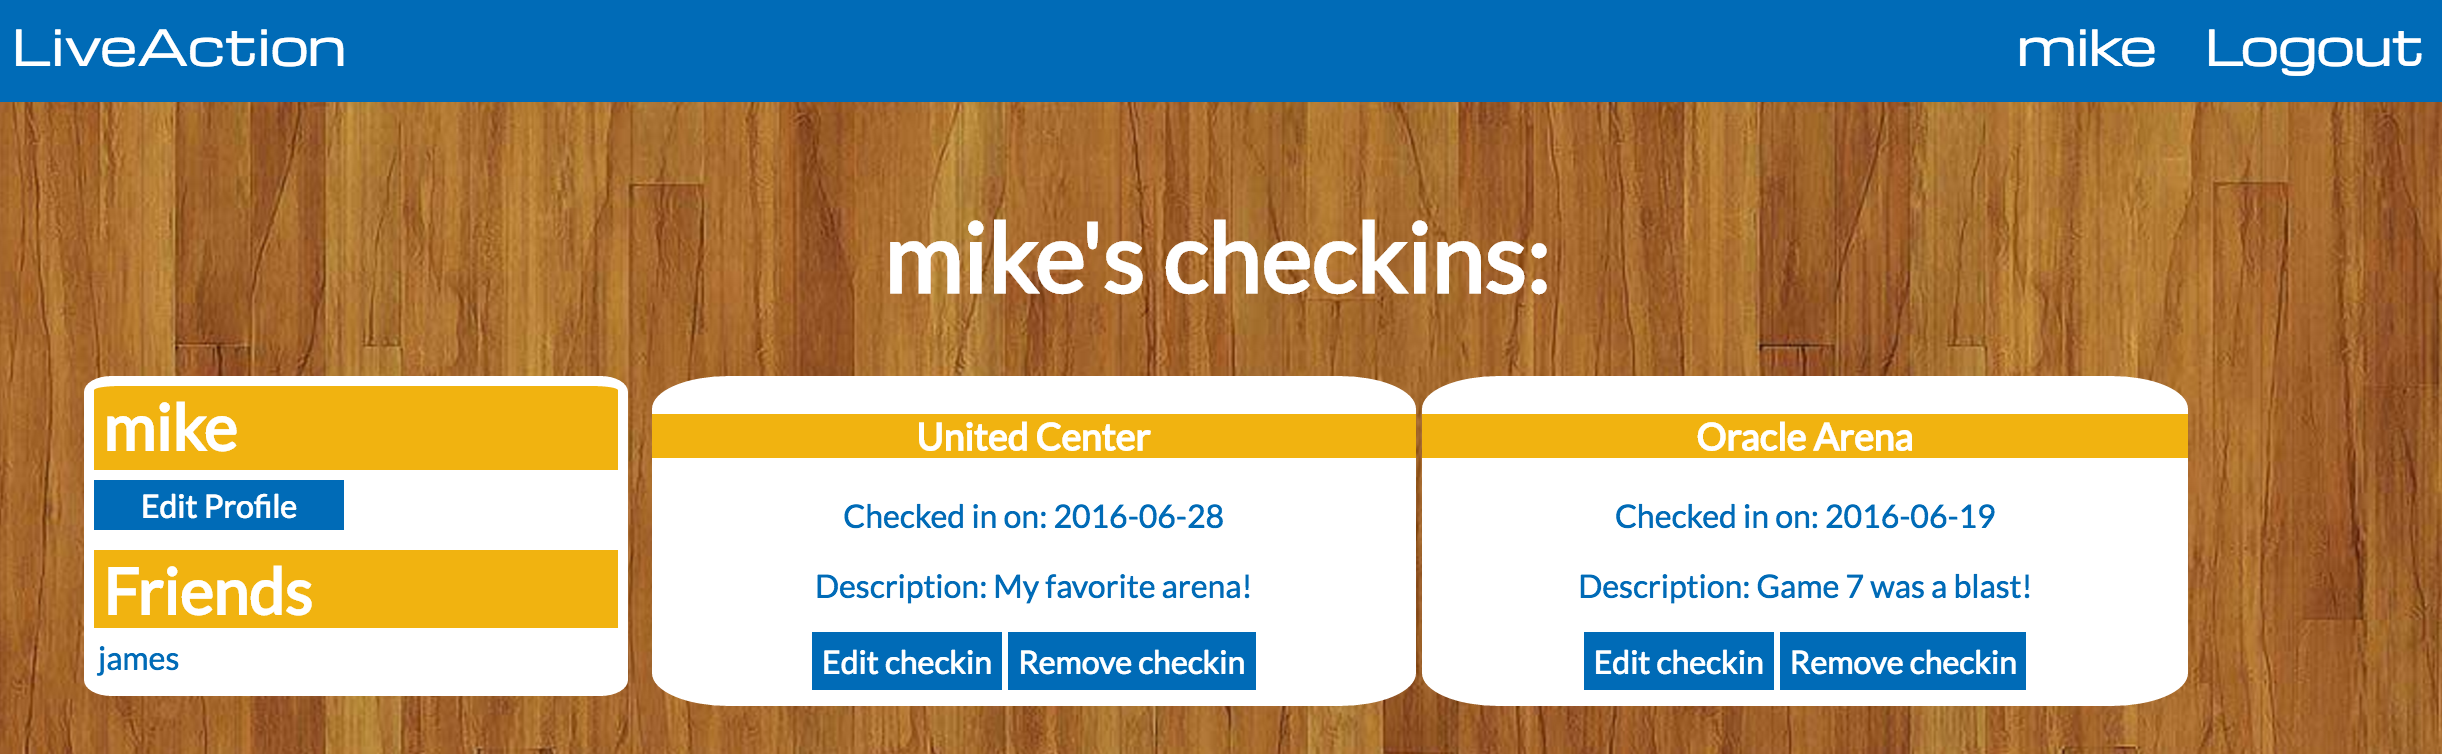 LiveAction
mike Logout
mike's checkins:
mike
Edit Profile
Friends
james
United Center
Checked in on: 2016-06-28
Description: My favorite arena!
Edit checkin Remove checkin
Oracle Arena
Checked in on: 2016-06-19
Description: Game 7 was a blast!
Edit checkin Remove checkin